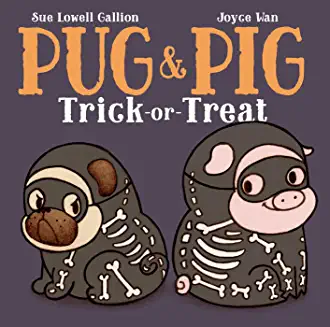 Sue Lowell Gallion Joyce Wan
PUG & PIG
Trick-or-Treat